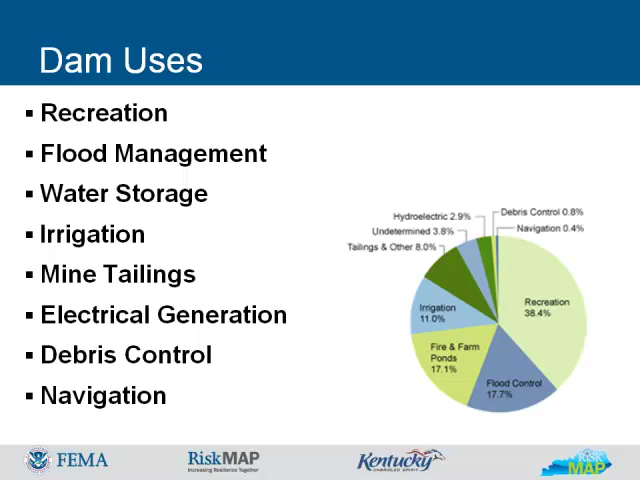 Dam Uses
▪ Recreation
▪ Flood Management
▪ Water Storage
▪ Irrigation
▪ Mine Tailings
▪ Electrical Generation
▪ Debris Control
▪ Navigation
Hydroelectric 2.9%
Debris Control 0.8%
Undetermined 3.8%
Navigation 0.4%
Tailings & Other 8.0%
Recreation
38.4%
Irrigation
11.0%
Fire & Farm
Ponds
17.1%
Flood Control
17.7%
FEMA
RiskMAP
Increasing Resilience Together
Kentucky
UNBRIDLED SPIRIT
RISK
MAP